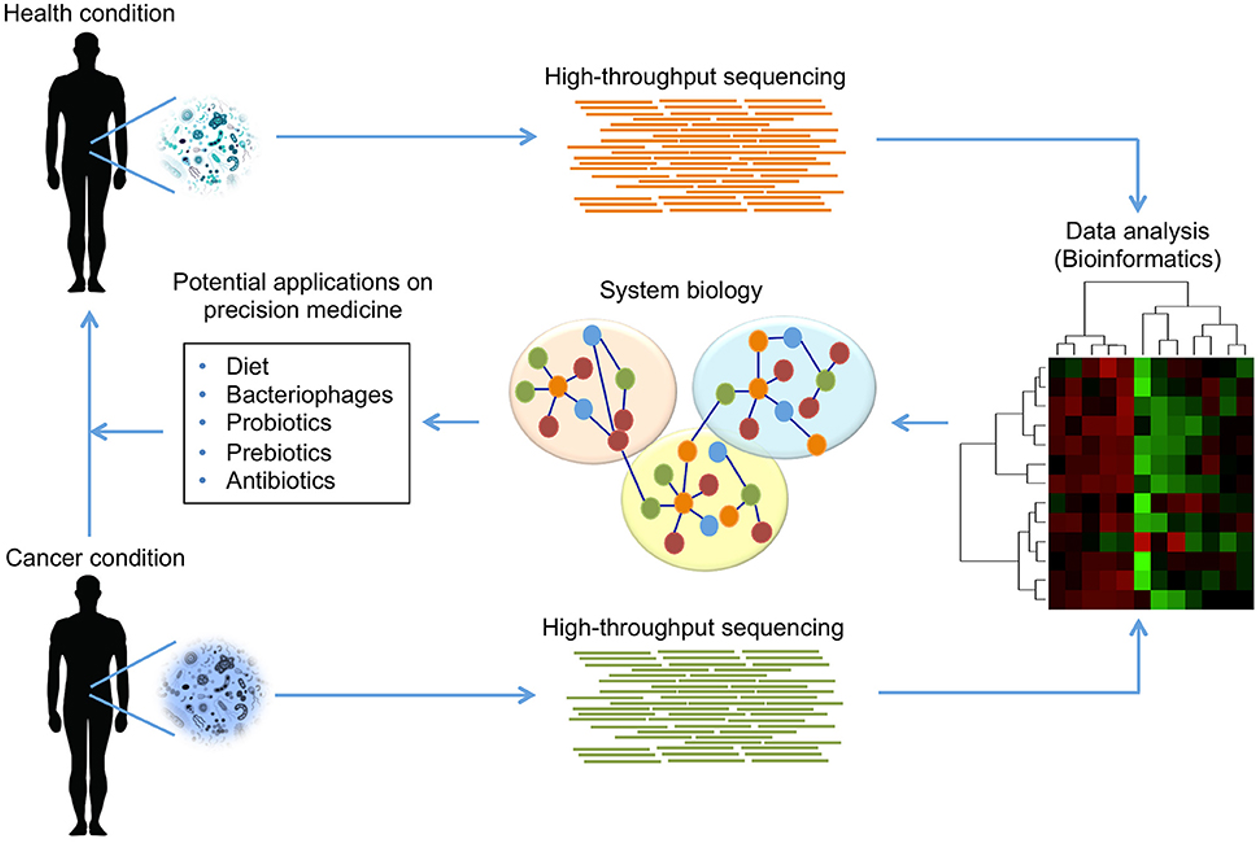 Health condition
High-throughput sequencing
Data analysis
(Bioinformatics)
Potential applications on
precision medicine
• Diet
• Bacteriophages
• Probiotics
• Prebiotics
• Antibiotics
System biology
Cancer condition
High-throughput sequencing